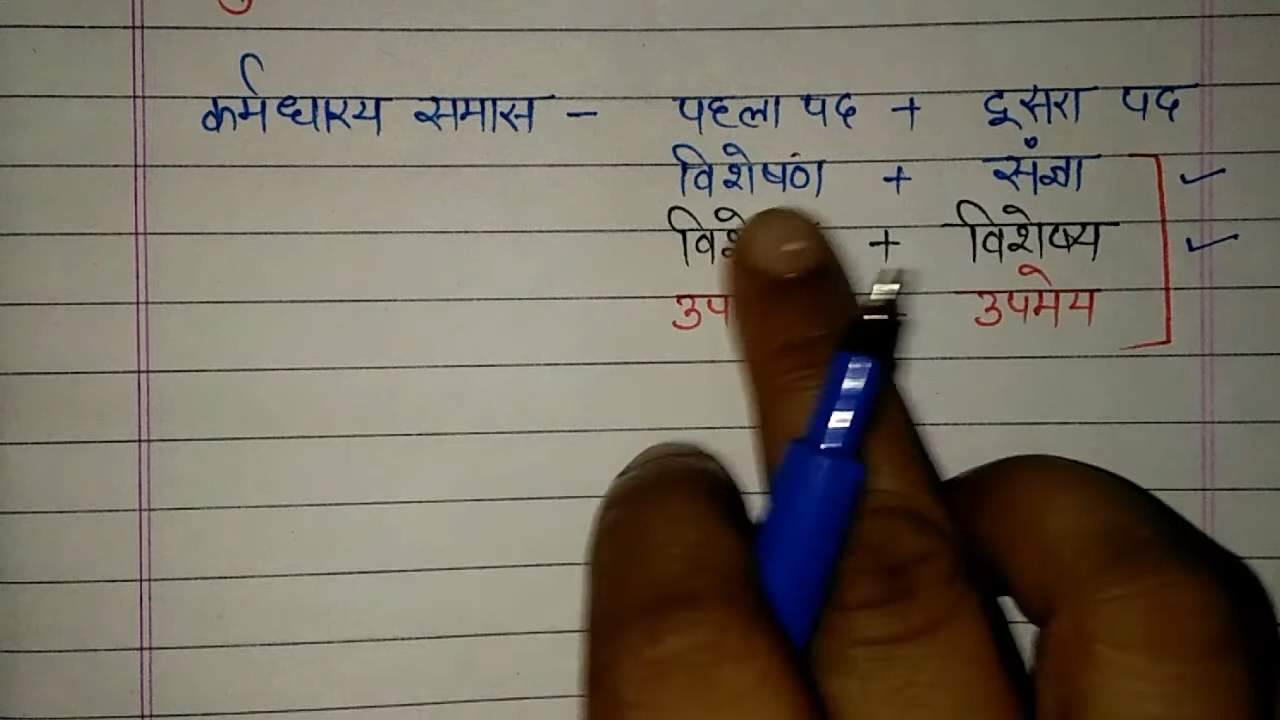 कर्मधारय समास - पहला पद + दूसरा पद
विशेषण + संज्ञा
+ विशेष्य
उपमेय